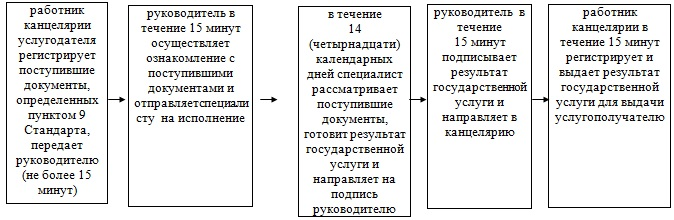 работник
канцелярии
услугодателя
регистрирует
поступившие
документы,
определенных
пунктом 9
Стандарта,
передает
руководителю
(не более 15
минут)
руководитель в
течение 15 минут
осуществляет
ознакомление с
поступившими
документами и
отправляетспециали
сту на исполнение
в течение
14
(четырнадцати)
календарных
дней специалист
рассматривает
поступившие
документы,
готовит результат
государственной
услуги и
направляет на
подпись
руководителю
руководитель в
течение
15 минут
подписывает
результат
государственной
услуги и
направляет в
канцелярию
работник
канцелярии в
течение 15 минут
регистрирует и
выдает результат
государственной
услуги для выдачи
услугополучателю